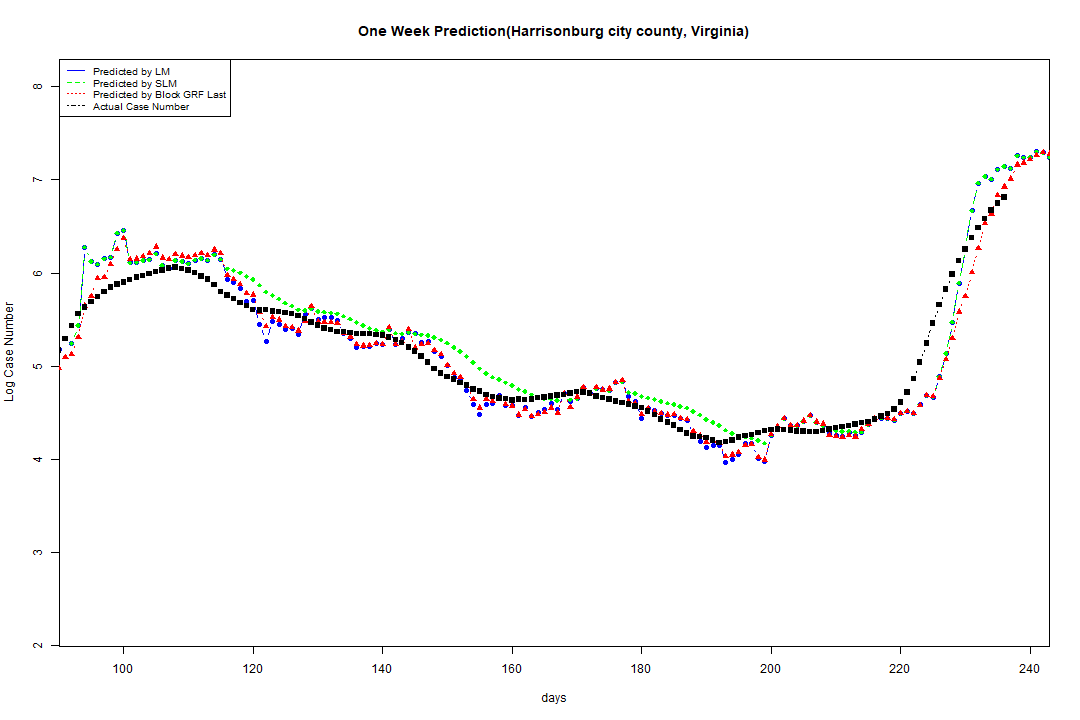 One Week Prediction(Harrisonburg city county, Virginia)
Predicted by LM
Predicted by SLM
Predicted by Block GRF Last
Actual Case Number
Log Case Number
8
7
6
5
4
3
2
100 120 140 160 180 200 220 240
days